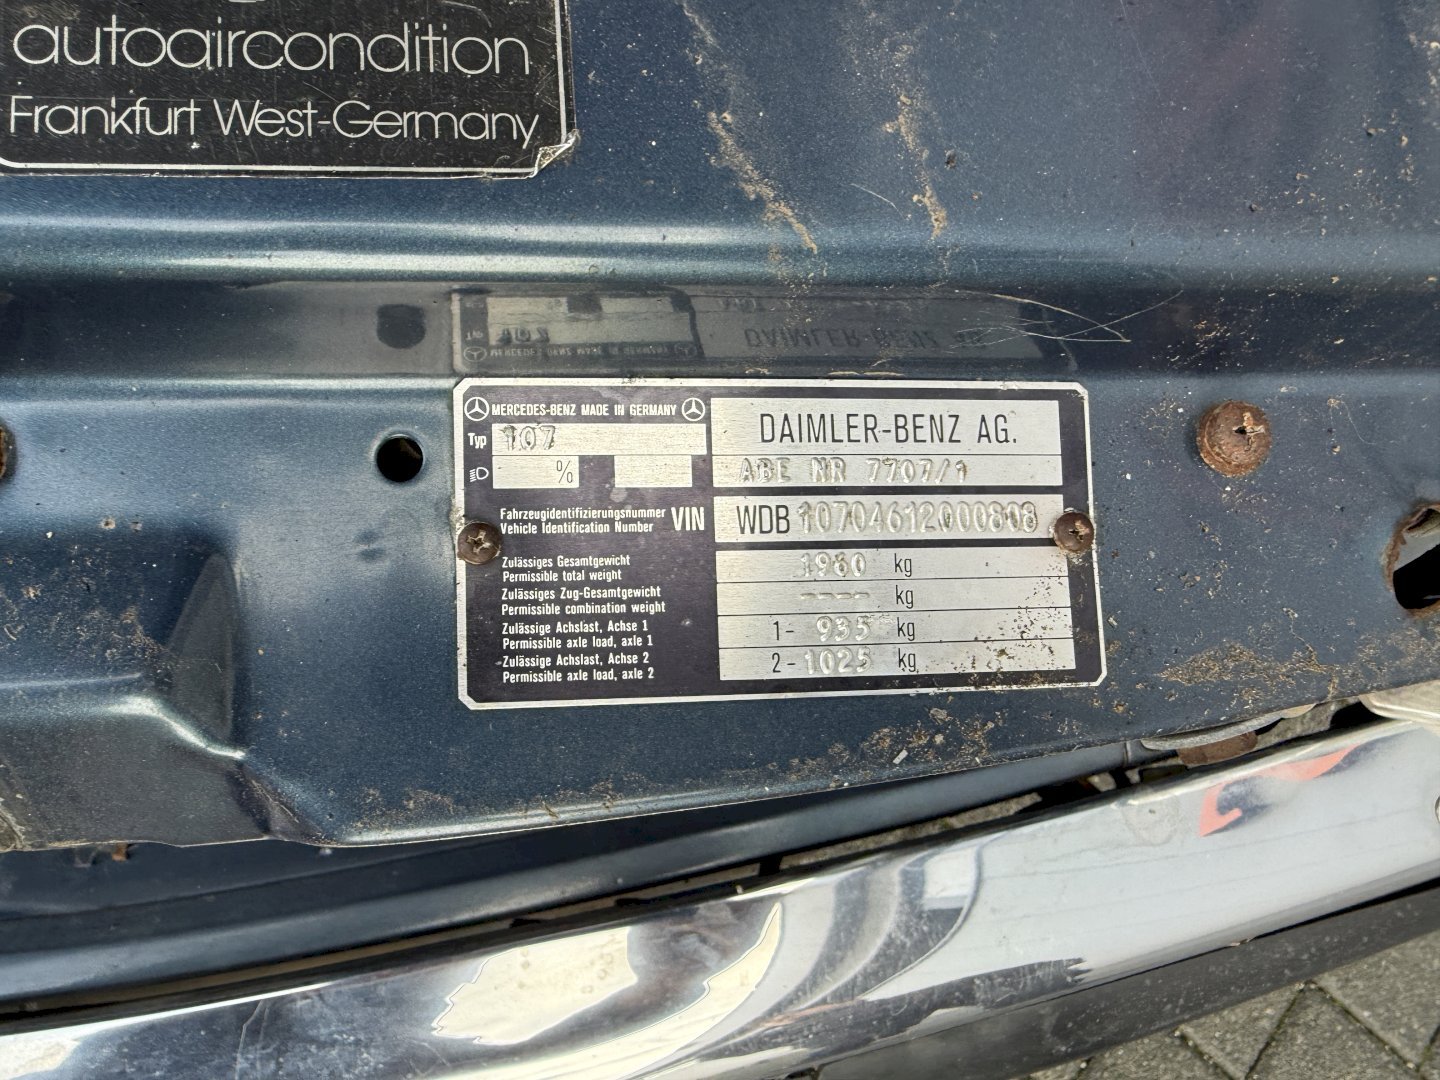 autoaircondition
Frankfurt West-Germany
MERCEDES-BENZ MADE IN GERMANY
Typ 107
%
DAIMLER-BENZ AG.
ABE NR 7707/1
Fahrzeugidentifizierungsnummer
Vehicle Identification Number
VIN
WDB 10704612000808
Zulässiges Gesamtgewicht
Permissible total weight
1980 kg
Zulässiges Zug-Gesamtgewicht
Permissible combination weight
---- kg
Zulässige Achslast, Achse 1
Permissible axle load, axle 1
1- 935 kg
Zulässige Achslast, Achse 2
Permissible axle load, axle 2
2- 1025 kg